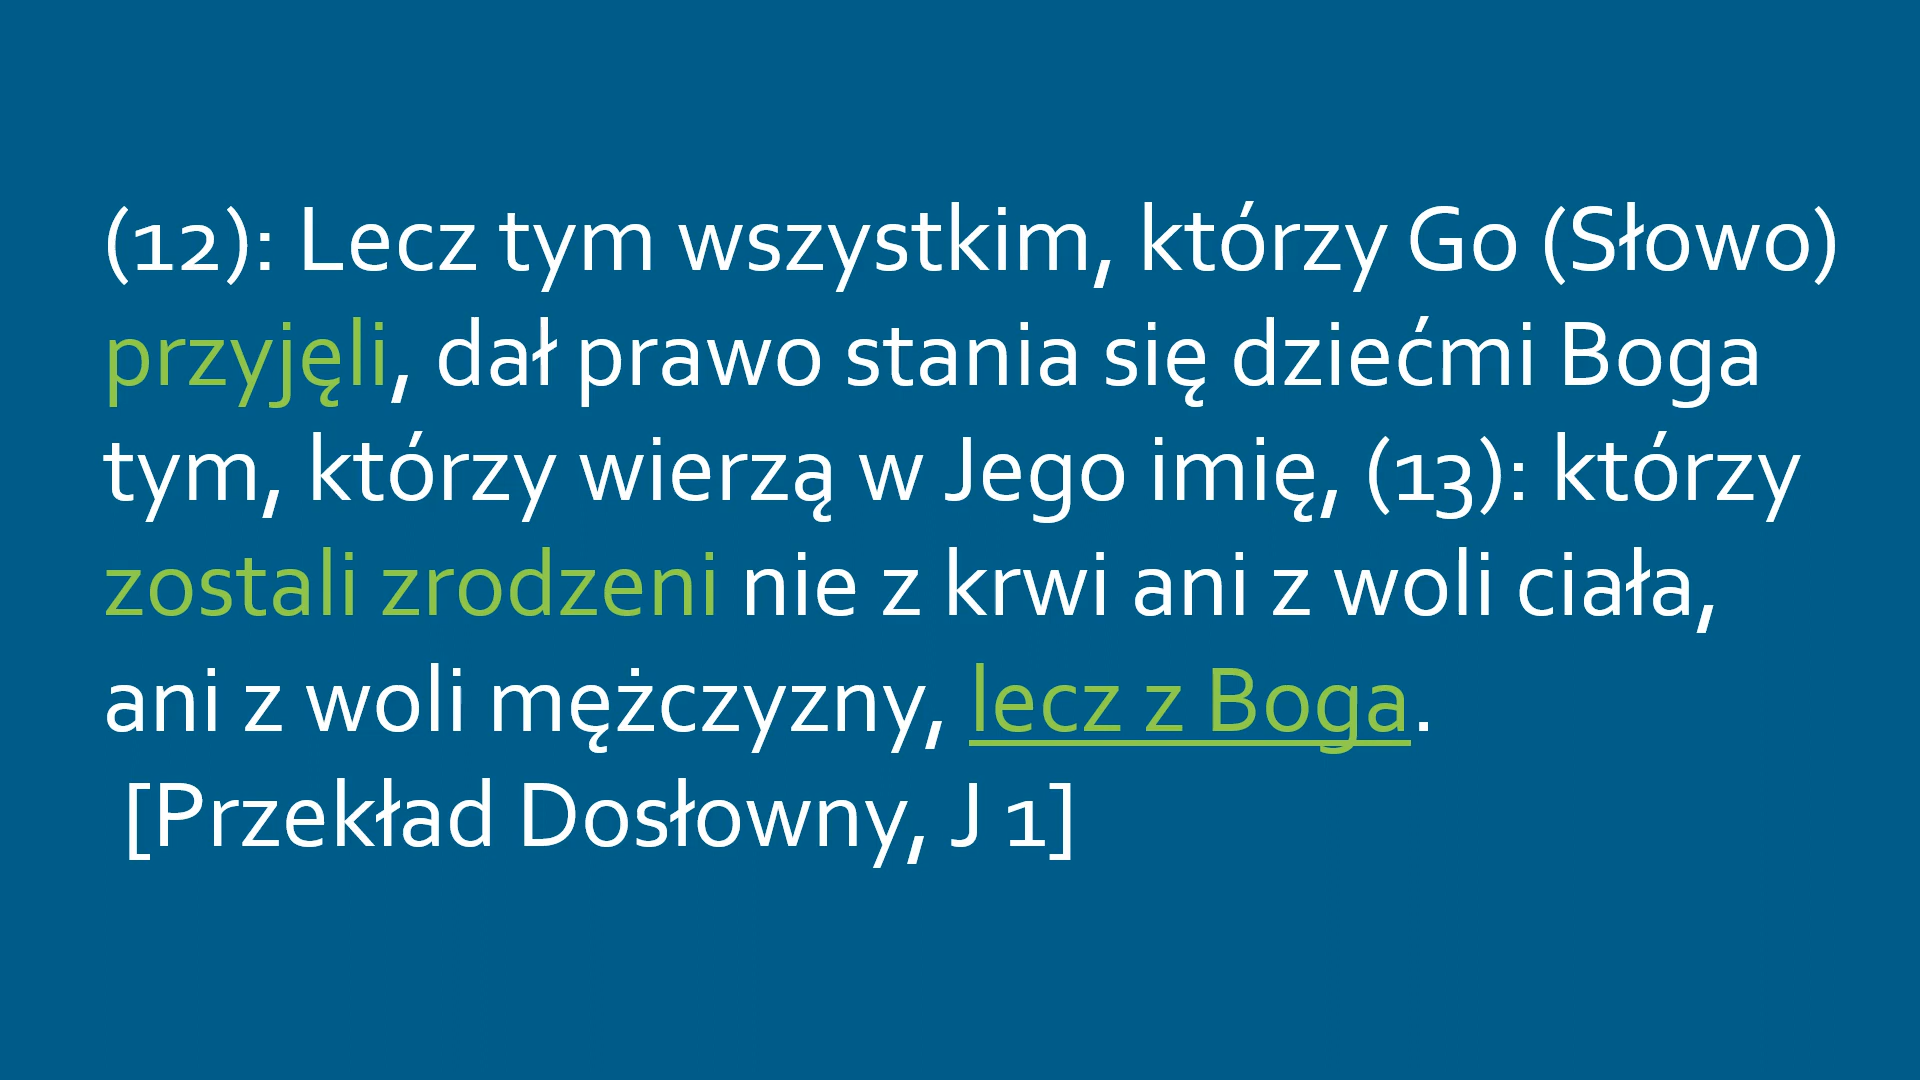 (12): Lecz tym wszystkim, którzy Go (Słowo)
przyjęli, dał prawo stania się dziećmi Boga
tym, którzy wierzą w Jego imię, (13): którzy
zostali zrodzeni nie z krwi ani z woli ciała,
ani z woli mężczyzny, lecz z Boga.
[Przekład Dosłowny, J 1]